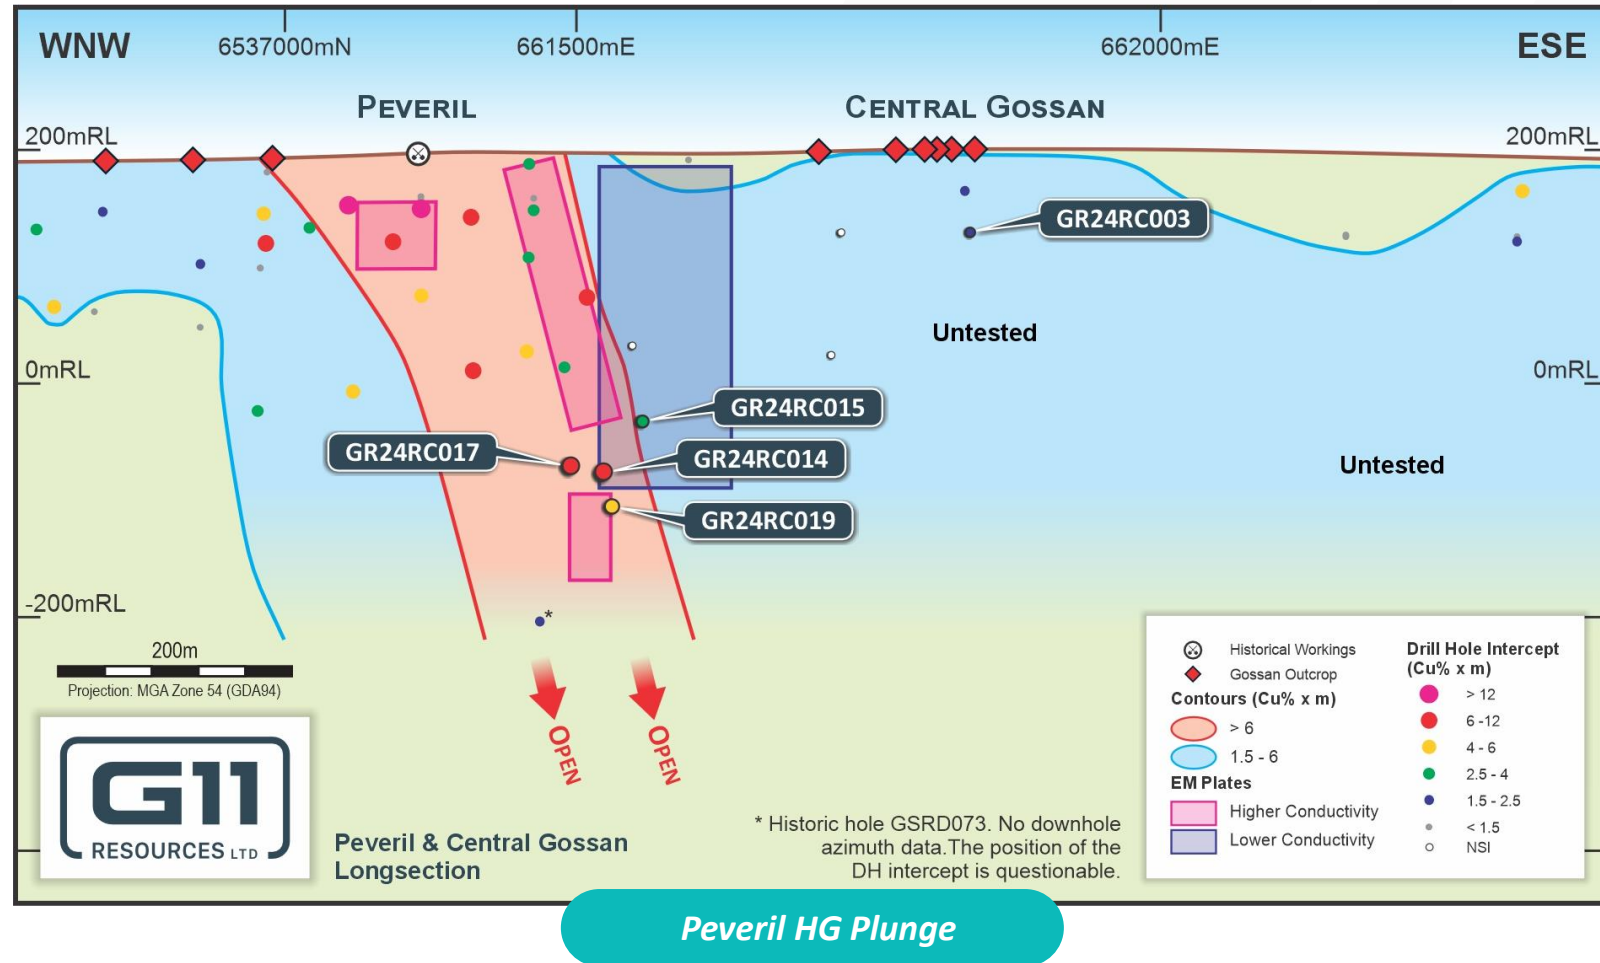 WNW
6537000mN
661500mE
662000mE
ESE
PEVERIL
CENTRAL GOSSAN
200mRL
200mRL
GR24RC003
Untested
0mRL
0mRL
GR24RC015
GR24RC017
GR24RC014
Untested
GR24RC019
-200mRL
*
200m
Projection: MGA Zone 54 (GDA94)
OPEN
OPEN
Historical Workings
Gossan Outcrop
Contours (Cu% x m)
> 6
1.5 - 6
EM Plates
Higher Conductivity
Lower Conductivity
Drill Hole Intercept
(Cu% x m)
> 12
6 -12
4 - 6
2.5 - 4
1.5 - 2.5
< 1.5
NSI
G11
RESOURCES LTD
Peveril & Central Gossan
Longsection
* Historic hole GSRD073. No downhole
azimuth data.The position of the
DH intercept is questionable.
Peveril HG Plunge